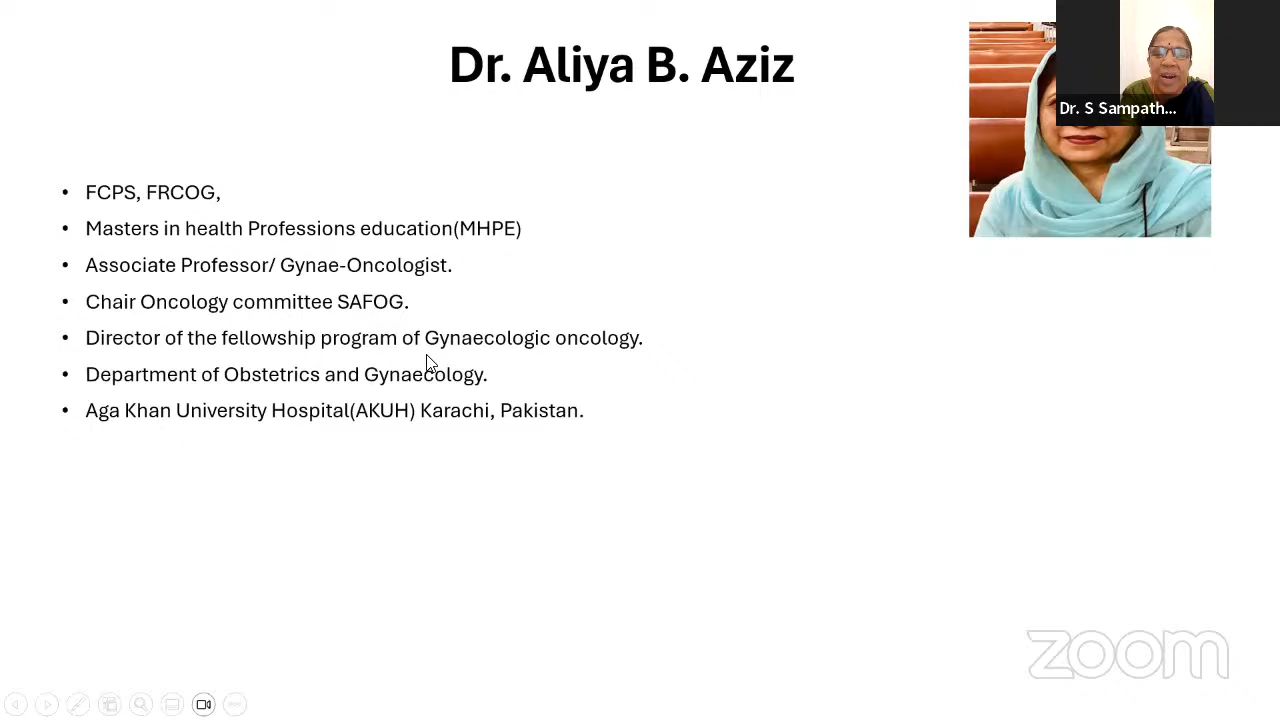 Dr. Aliya B. Aziz
Dr. S Sampath...
• FCPS, FRCOG,
• Masters in health Professions education(MHPE)
• Associate Professor/ Gynae-Oncologist.
• Chair Oncology committee SAFOG.
• Director of the fellowship program of Gynaecologic oncology.
• Department of Obstetrics and Gynaecology.
• Aga Khan University Hospital(AKUH) Karachi, Pakistan.
zoom